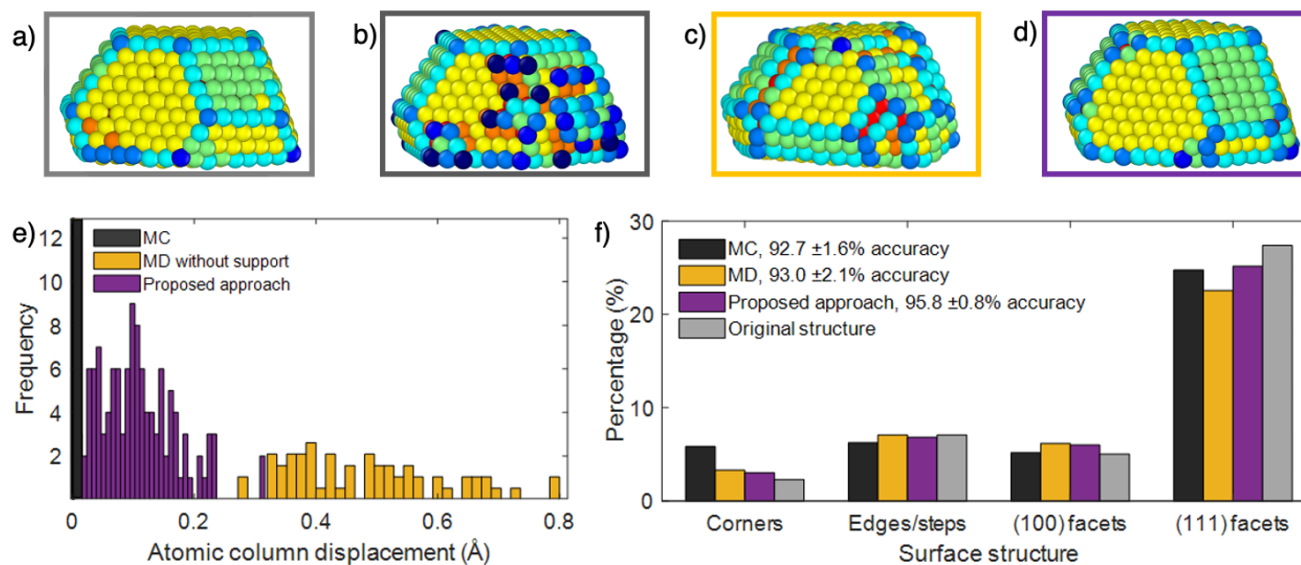 a)
b)
c)
d)
e)
12
10
8
6
4
2
Frequency
MC
MD without support
Proposed approach
0
0.2
0.4
0.6
0.8
Atomic column displacement (Å)
f)
30
20
10
0
Percentage (%)
MC, 92.7 ±1.6% accuracy
MD, 93.0 ±2.1% accuracy
Proposed approach, 95.8 ±0.8% accuracy
Original structure
Corners
Edges/steps
(100) facets
(111) facets
Surface structure